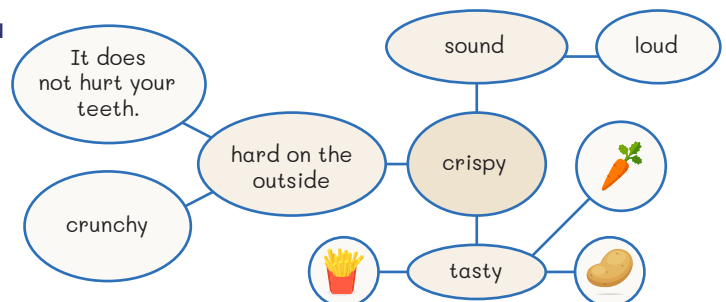 It does
not hurt your
teeth.
sound
loud
hard on the
outside
crispy
crunchy
tasty